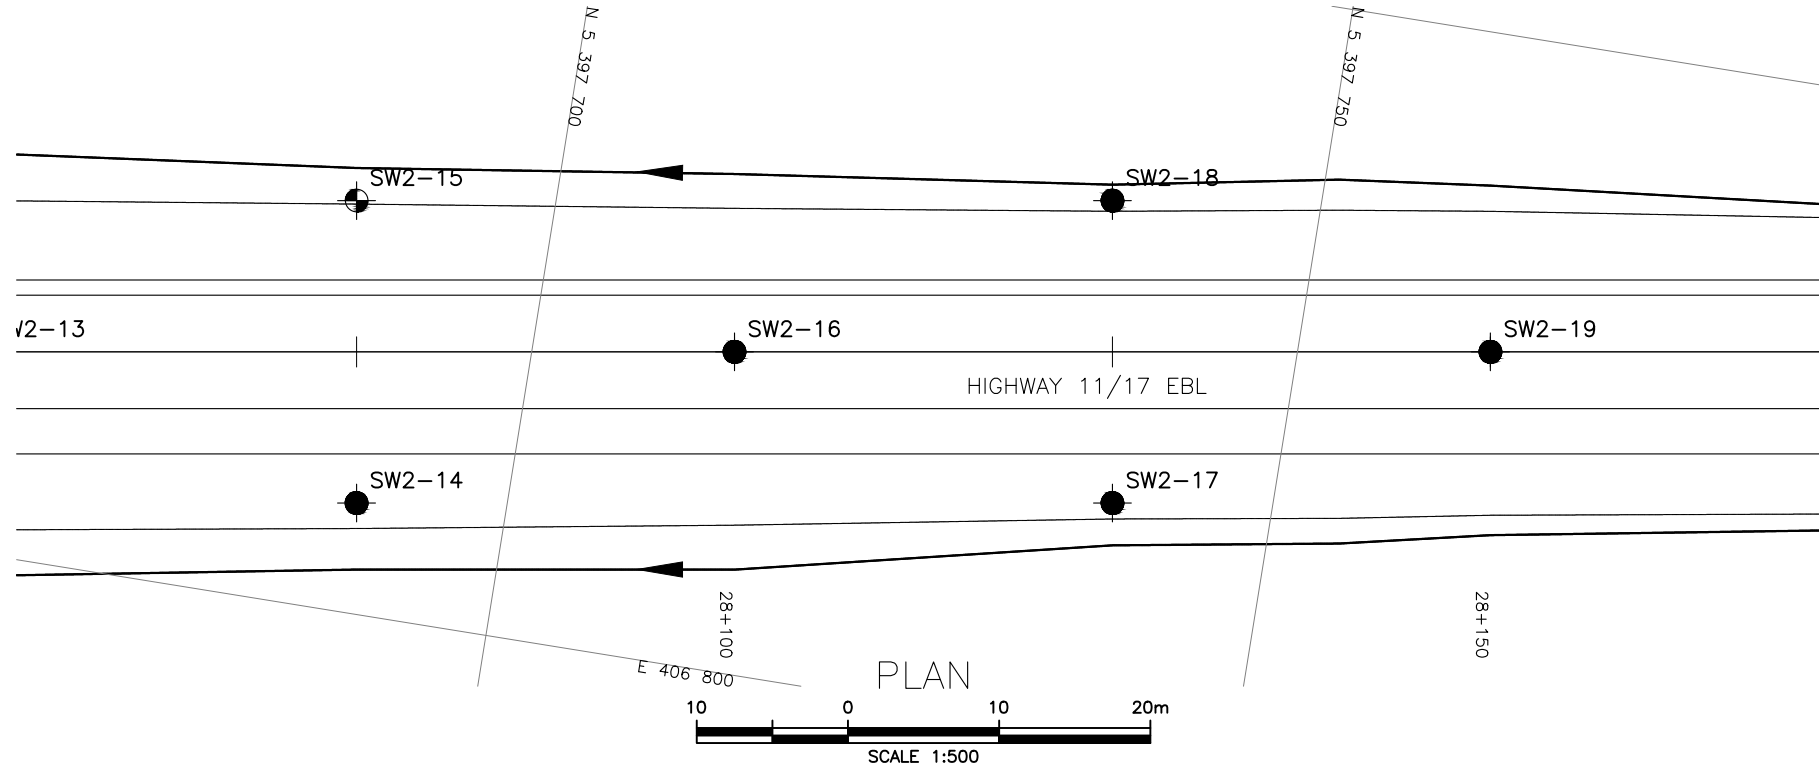 N 5 397 700
N 5 397 750
SW2-15
SW2-18
W2-13
SW2-16
SW2-19
HIGHWAY 11/17 EBL
SW2-14
SW2-17
28+100
28+150
E 406 800
PLAN
10 0 10 20m
SCALE 1:500